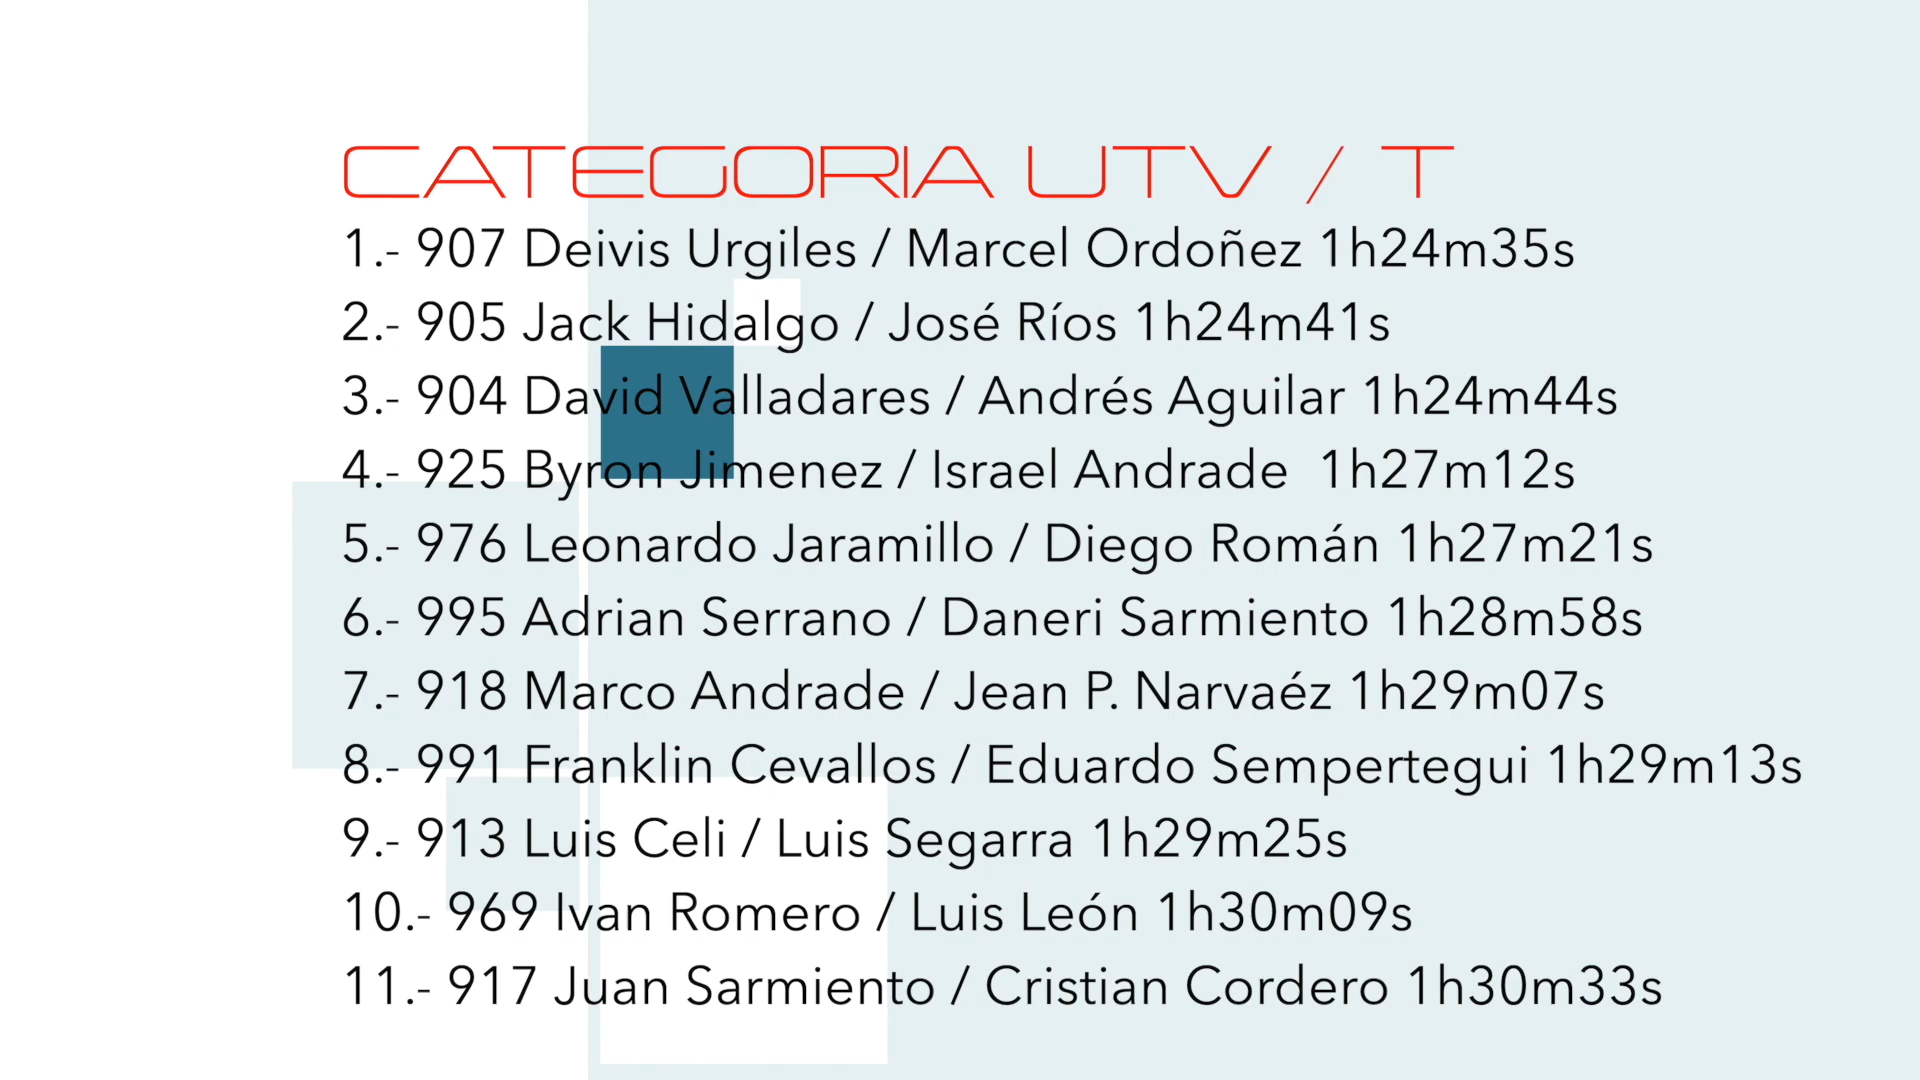 CATEGORIA UTV / T
1.- 907 Deivis Urgiles / Marcel Ordoñez 1h24m35s
2.- 905 Jack Hidalgo / José Ríos 1h24m41s
3.- 904 David Valladares / Andrés Aguilar 1h24m44s
4.- 925 Byron Jimenez / Israel Andrade  1h27m12s
5.- 976 Leonardo Jaramillo / Diego Román 1h27m21s
6.- 995 Adrian Serrano / Daneri Sarmiento 1h28m58s
7.- 918 Marco Andrade / Jean P. Narvaéz 1h29m07s
8.- 991 Franklin Cevallos / Eduardo Sempertegui 1h29m13s
9.- 913 Luis Celi / Luis Segarra 1h29m25s
10.- 969 Ivan Romero / Luis León 1h30m09s
11.- 917 Juan Sarmiento / Cristian Cordero 1h30m33s